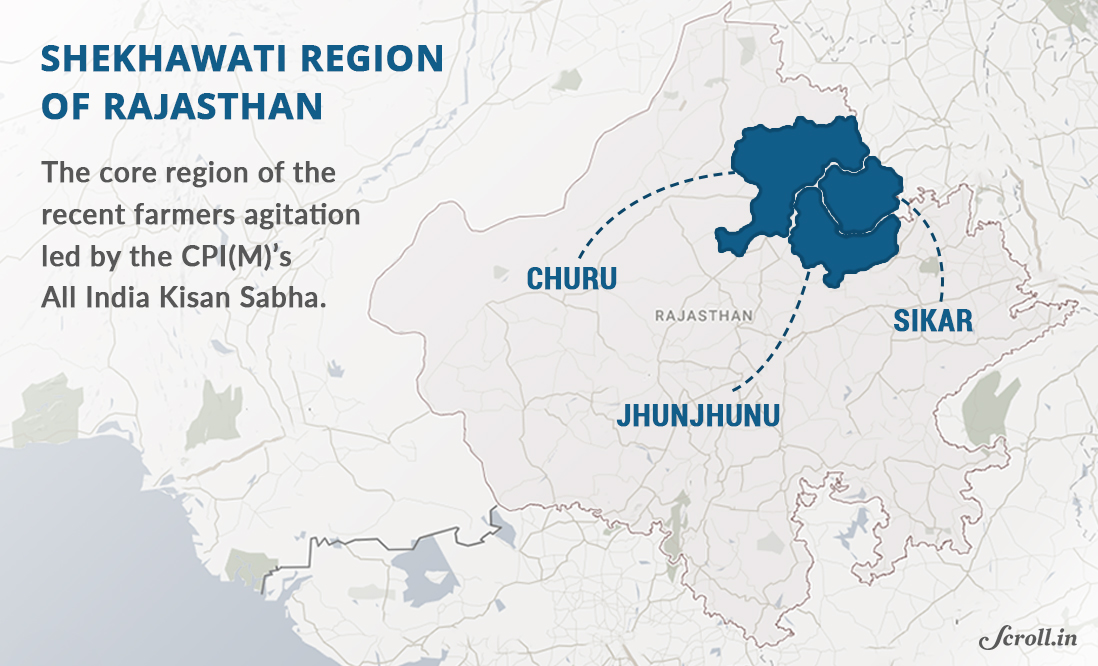 SHEKHAWATI REGION
OF RAJASTHAN
The core region of the
recent farmers agitation
led by the CPI(M)’s
All India Kisan Sabha.
CHURU
RAJASTHAN
SIKAR
JHUNJHUNU
Scroll.in